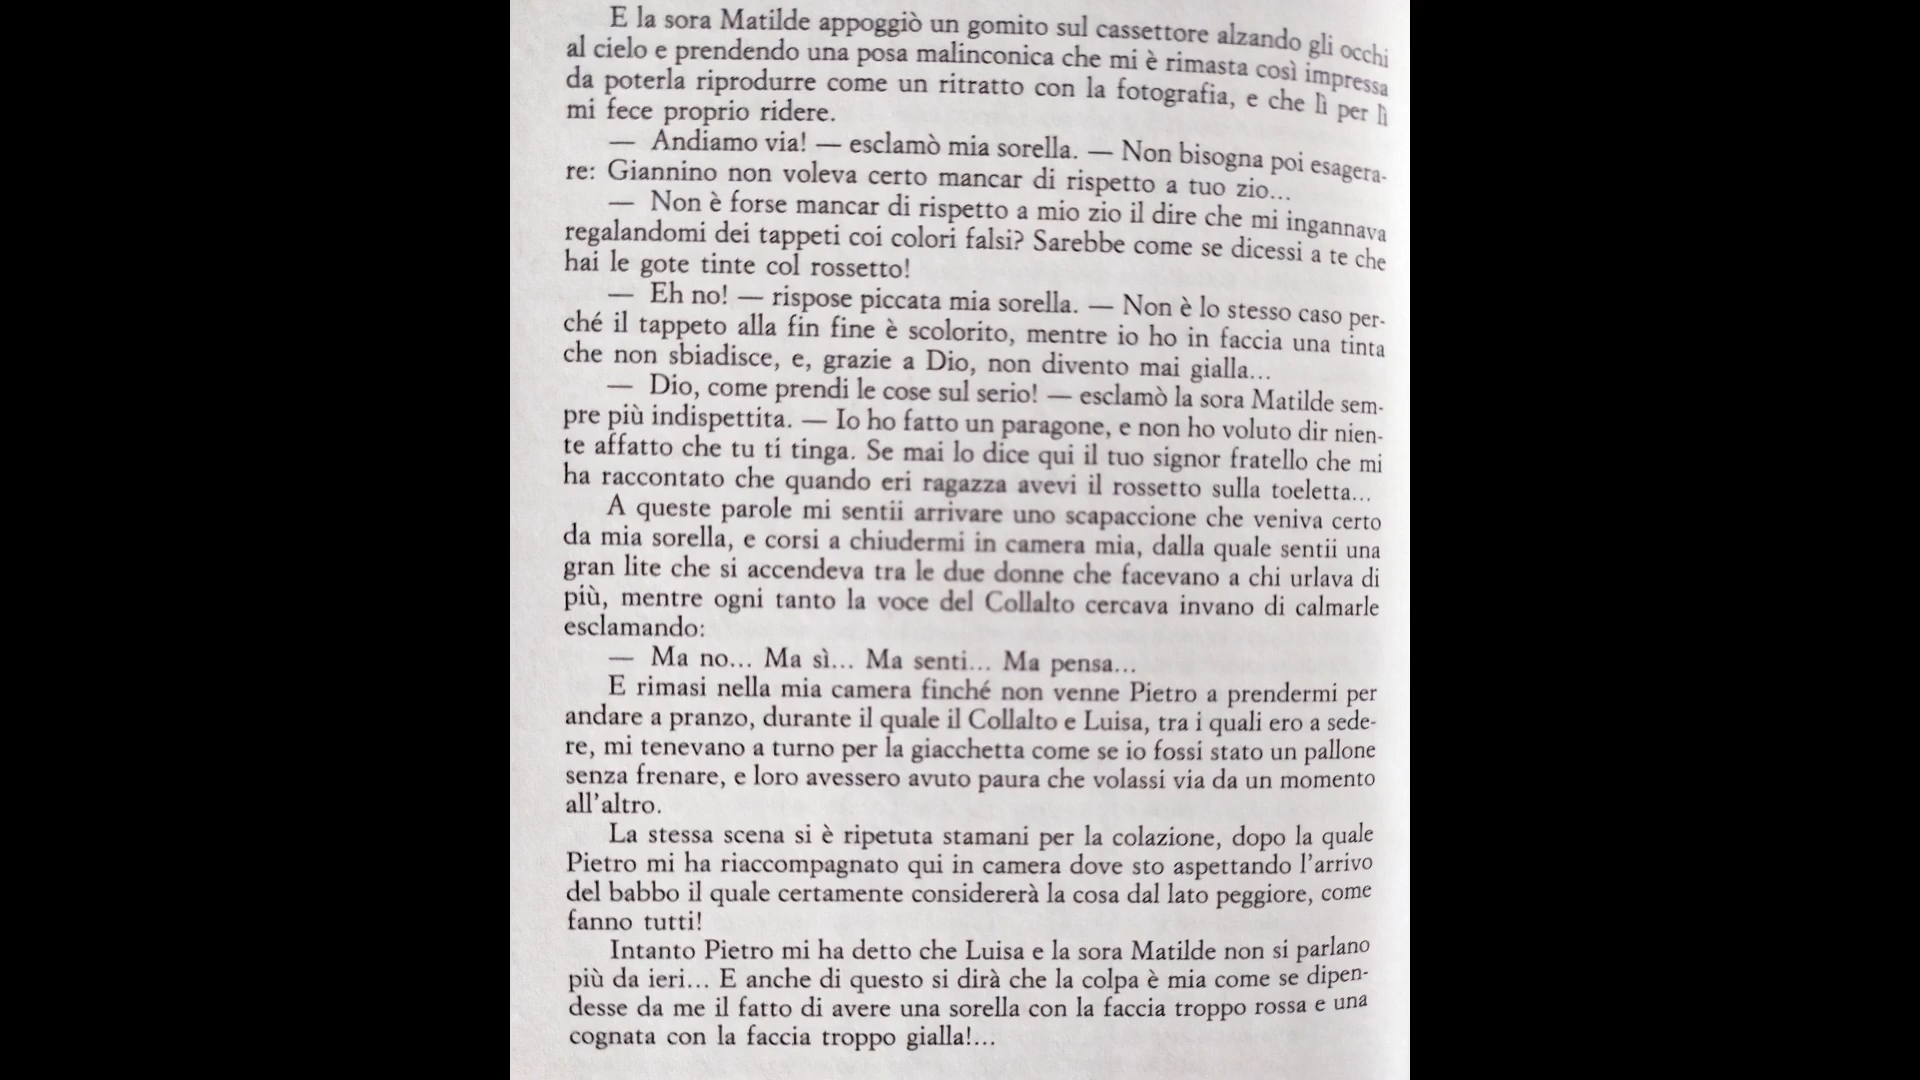 E la sora Matilde appoggiò un gomito sul cassettore alzando gli occhi
al cielo e prendendo una posa malinconica che mi è rimasta così impressa
da poterla riprodurre come un ritratto con la fotografia, e che lì per lì
mi fece proprio ridere.
— Andiamo via! — esclamò mia sorella. — Non bisogna poi esagera-
re: Giannino non voleva certo mancar di rispetto a tuo zio...
— Non è forse mancar di rispetto a mio zio il dire che mi ingannava
regalandomi dei tappeti coi colori falsi? Sarebbe come se dicessi a te che
hai le gote tinte col rossetto!
— Eh no! — rispose piccata mia sorella. — Non è lo stesso caso per-
ché il tappeto alla fin fine è scolorito, mentre io ho in faccia una tinta
che non sbiadisce, e, grazie a Dio, non divento mai gialla...
— Dio, come prendi le cose sul serio! — esclamò la sora Matilde sem-
pre più indispettita. — Io ho fatto un paragone, e non ho voluto dir nien-
te affatto che tu ti tinga. Se mai lo dice qui il tuo signor fratello che mi
ha raccontato che quando eri ragazza avevi il rossetto sulla toeletta...
A queste parole mi sentii arrivare uno scapaccione che veniva certo
da mia sorella, e corsi a chiudermi in camera mia, dalla quale sentii una
gran lite che si accendeva tra le due donne che facevano a chi urlava di
più, mentre ogni tanto la voce del Collalto cercava invano di calmarle
esclamando:
— Ma no... Ma sì... Ma senti... Ma pensa...
E rimasi nella mia camera finché non venne Pietro a prendermi per
andare a pranzo, durante il quale il Collalto e Luisa, tra i quali ero a sede-
re, mi tenevano a turno per la giacchetta come se io fossi stato un pallone
senza frenare, e loro avessero avuto paura che volassi via da un momento
all'altro.
La stessa scena si è ripetuta stamani per la colazione, dopo la quale
Pietro mi ha riaccompagnato qui in camera dove sto aspettando l'arrivo
del babbo il quale certamente considererà la cosa dal lato peggiore, come
fanno tutti!
Intanto Pietro mi ha detto che Luisa e la sora Matilde non si parlano
più da ieri... E anche di questo si dirà che la colpa è mia come se dipen-
desse da me il fatto di avere una sorella con la faccia troppo rossa e una
cognata con la faccia troppo gialla!...